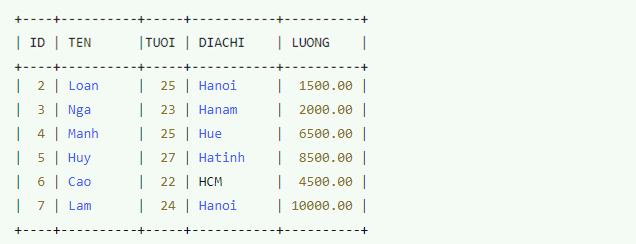 +----+----------+-----+-----------+----------+
| ID | TEN      |TUOI | DIACHI    | LUONG    |
+----+----------+-----+-----------+----------+
|  2 | Loan     |  25 | Hanoi     |  1500.00 |
|  3 | Nga      |  23 | Hanam     |  2000.00 |
|  4 | Manh     |  25 | Hue       |  6500.00 |
|  5 | Huy      |  27 | Hatinh    |  8500.00 |
|  6 | Cao      |  22 | HCM       |  4500.00 |
|  7 | Lam      |  24 | Hanoi     | 10000.00 |
+----+----------+-----+-----------+----------+